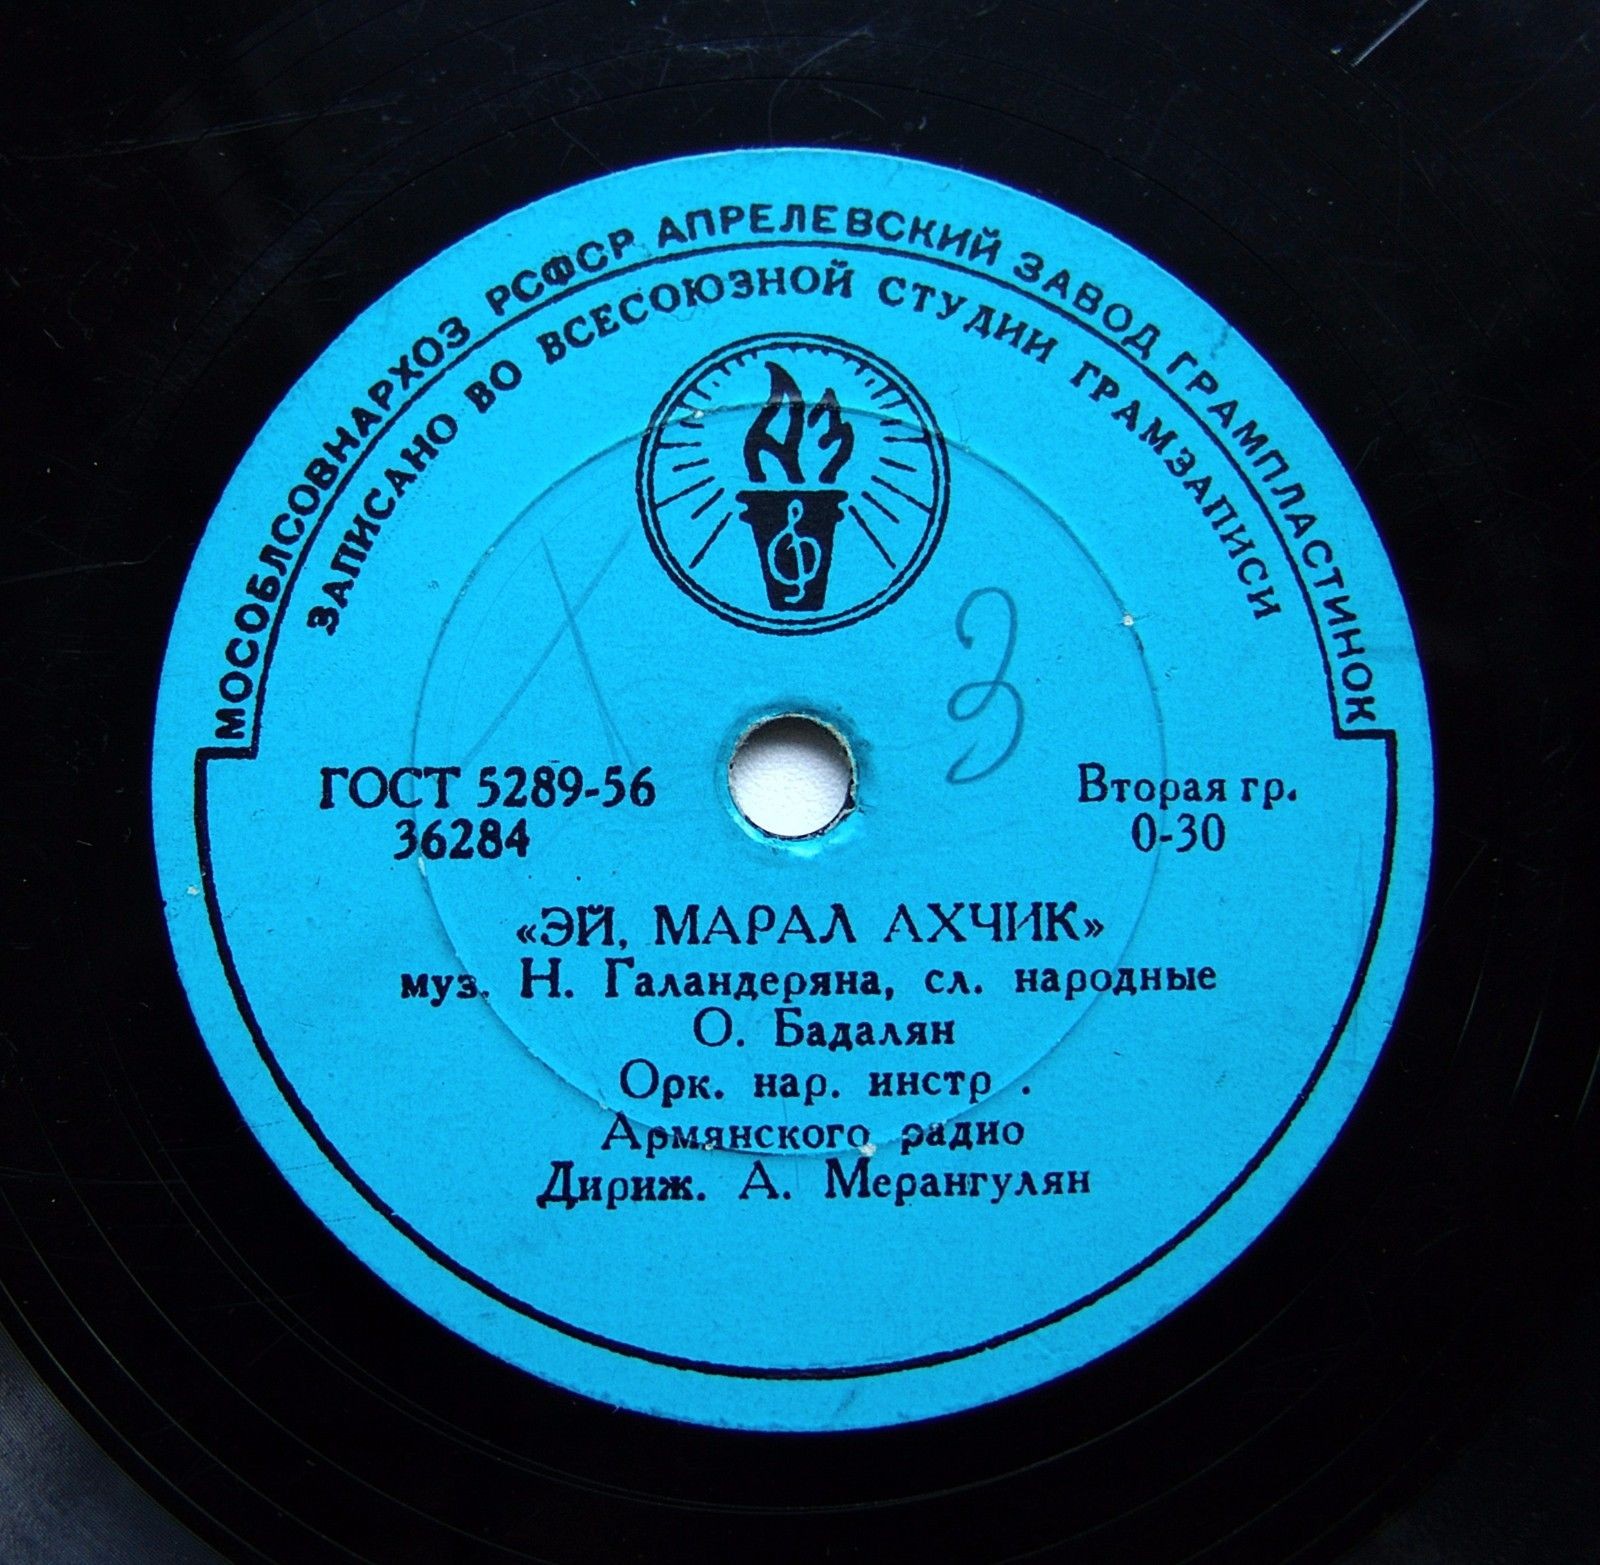 МОСОБЛСОВНАРХОЗ РСФСР АПРЕЛЕВСКИЙ ЗАВОД ГРАМПЛАСТИНОК
ЗАПИСАНО ВО ВСЕСОЮЗНОЙ СТУДИИ ГРАМЗАПИСИ
АЗ
3
ГОСТ 5289-56
36284
Вторая гр.
0-30
«ЭЙ, МАРАЛ АХЧИК»
муз. Н. Галандеряна, сл. народные
О. Бадалян
Орк. нар. инстр.
Армянского радио
Дириж. А. Мерангулян